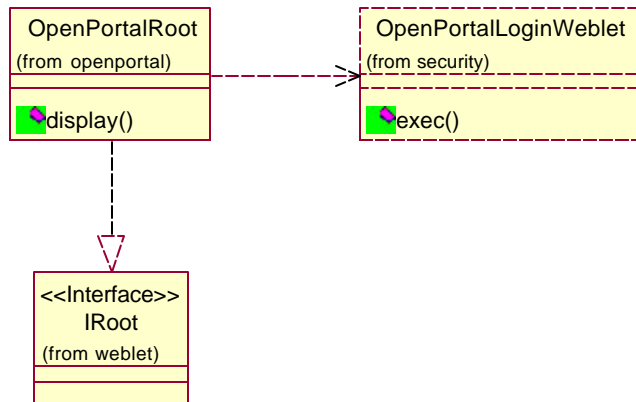 OpenPortalRoot
(from openportal)
display()
OpenPortalLoginWeblet
(from security)
exec()
<<Interface>>
IRoot
(from weblet)